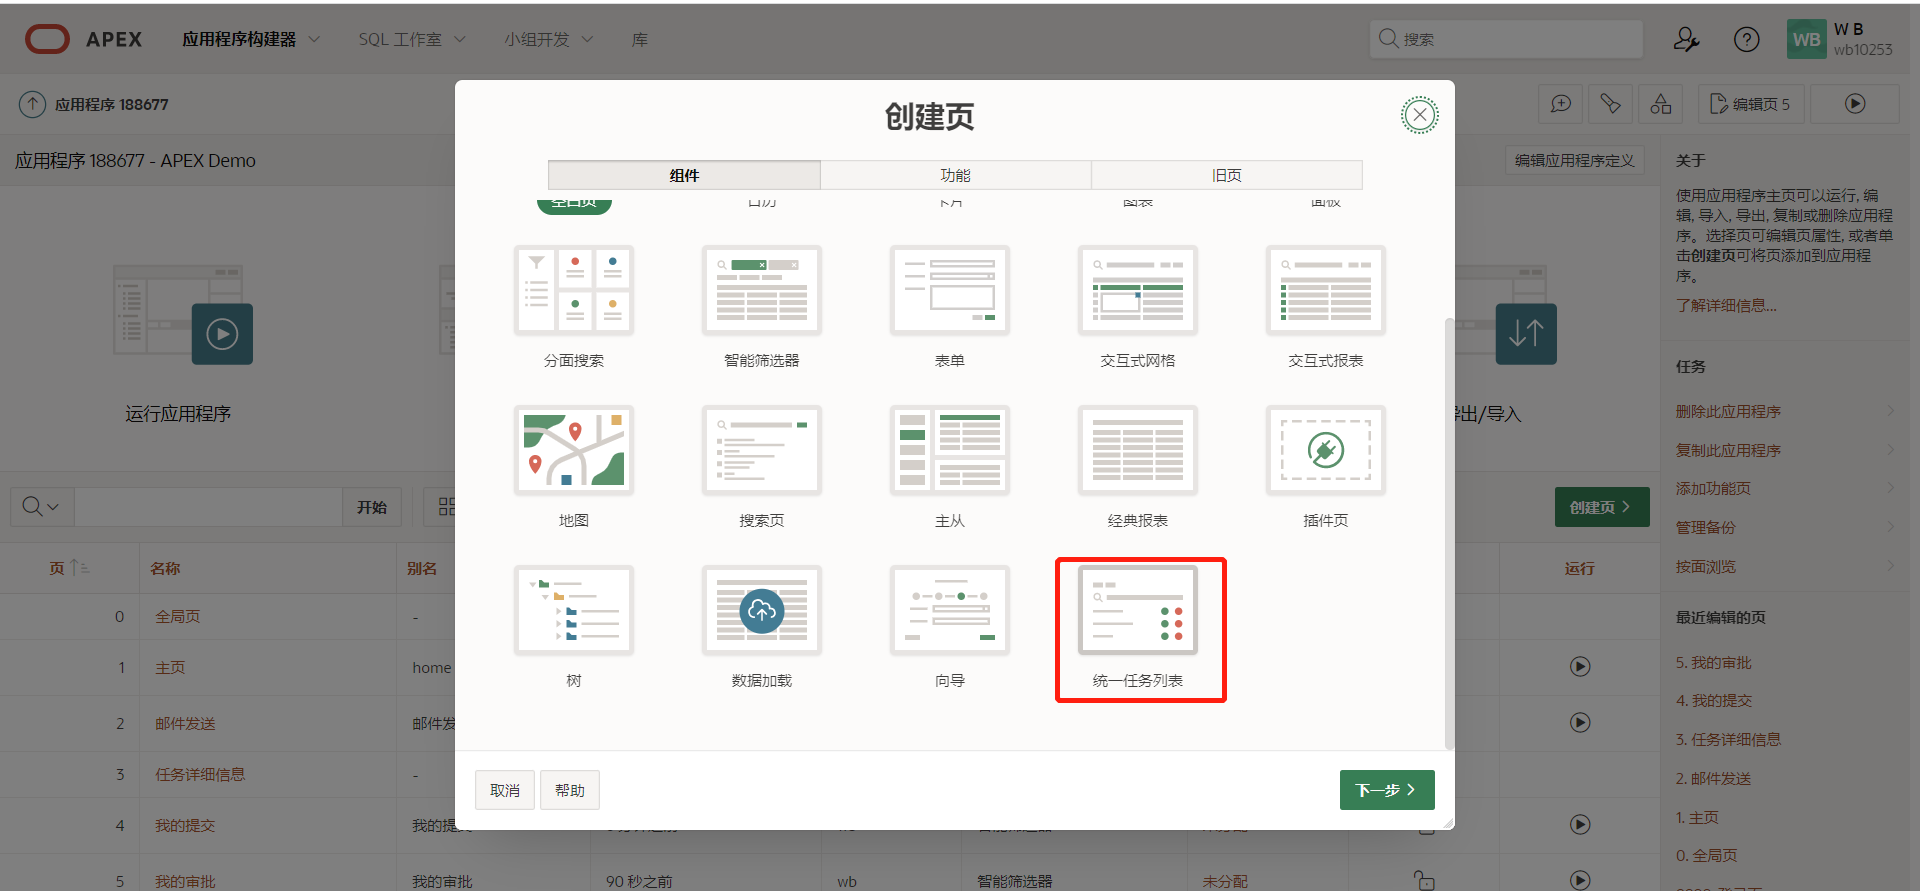 APEX
应用程序构建器
SQL 工作室
小组开发
库
搜索
WB
W B
wb10253
应用程序 188677
编辑页 5
应用程序 188677 - APEX Demo
编辑应用程序定义
运行应用程序
出/导入
开始
创建页
页
名称
别名
运行
0
全局页
-
1
主页
home
2
邮件发送
邮件发
3
任务详细信息
-
4
我的提交
我的提
5
我的审批
我的审批
90 秒之前
wb
智能筛选器
未分配
创建页
组件
功能
旧页
空白页
日历
卡片
图表
面板
分面搜索
智能筛选器
表单
交互式网格
交互式报表
地图
搜索页
主从
经典报表
插件页
树
数据加载
向导
统一任务列表
取消
帮助
下一步
关于
使用应用程序主页可以运行, 编
辑, 导入, 导出, 复制或删除应用程
序。选择页可编辑页属性, 或者单
击创建页可将页添加到应用程
序。
了解详细信息...
任务
删除此应用程序
复制此应用程序
添加功能页
管理备份
按面浏览
最近编辑的页
5. 我的审批
4. 我的提交
3. 任务详细信息
2. 邮件发送
1. 主页
0. 全局页